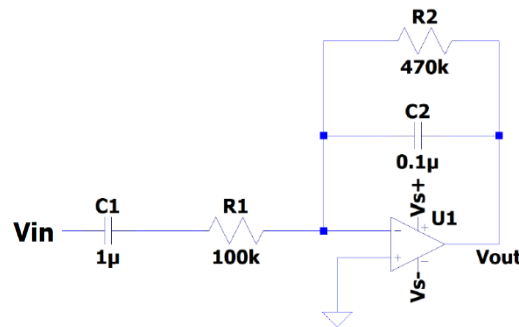 R2
470k
C2
0.1µ
Vs+
U1
C1
R1
Vin
1µ
100k
Vout
Vs-